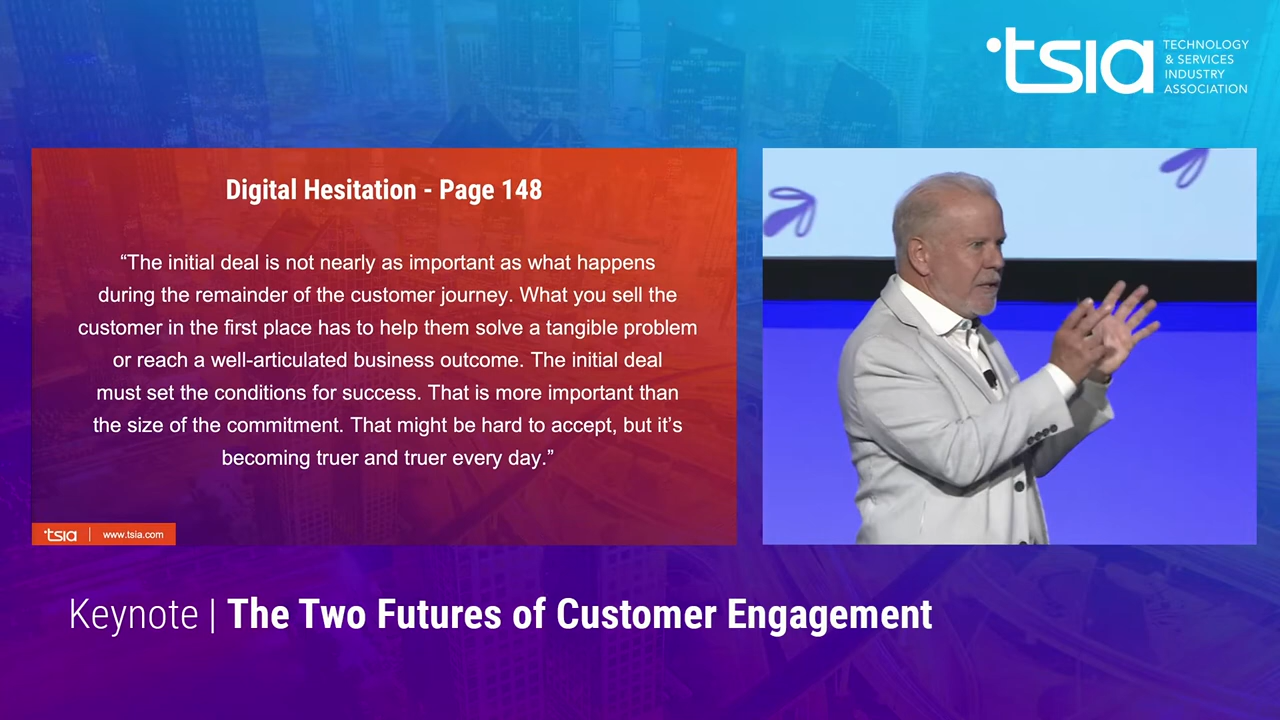 tsia
TECHNOLOGY
& SERVICES
INDUSTRY
ASSOCIATION
Digital Hesitation - Page 148
“The initial deal is not nearly as important as what happens
during the remainder of the customer journey. What you sell the
customer in the first place has to help them solve a tangible problem
or reach a well-articulated business outcome. The initial deal
must set the conditions for success. That is more important than
the size of the commitment. That might be hard to accept, but it’s
becoming truer and truer every day.”
tsia | www.tsia.com
Keynote | The Two Futures of Customer Engagement